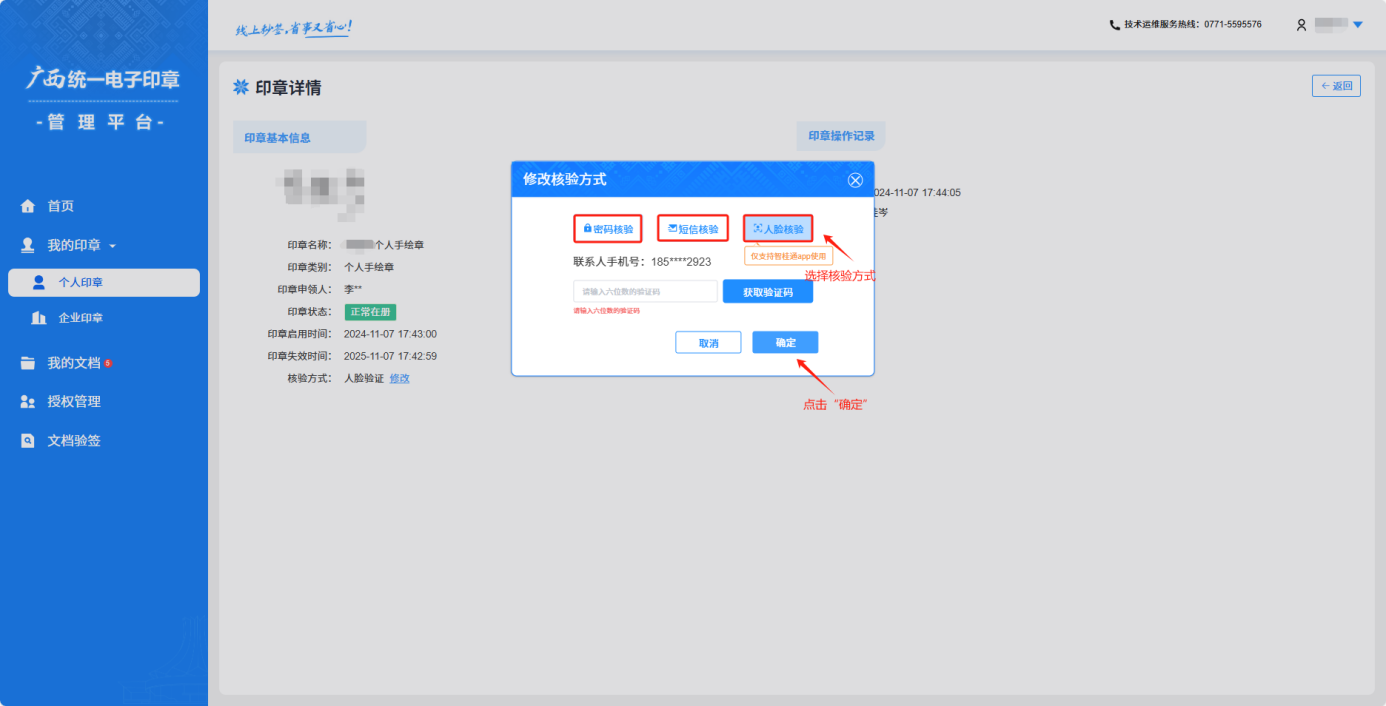 线上秒签，省事又省心！
技术运维服务热线：0771-5595576
广西统一电子印章
-管 理 平 台-
首页
我的印章
个人印章
企业印章
我的文档 5
授权管理
文档验签
印章详情
←返回
印章基本信息
印章名称： 个人手绘章
印章类别： 个人手绘章
印章申领人： 李**
印章状态： 正常在册
印章启用时间： 2024-11-07 17:43:00
印章失效时间： 2025-11-07 17:42:59
核验方式： 人脸验证 修改
印章操作记录
024-11-07 17:44:05
岑
修改核验方式
密码核验
短信核验
人脸核验
仅支持智桂通app使用
选择核验方式
联系人手机号：185****2923
请输入六位数的验证码
获取验证码
请输入六位数的验证码
取消
确定
点击“确定”